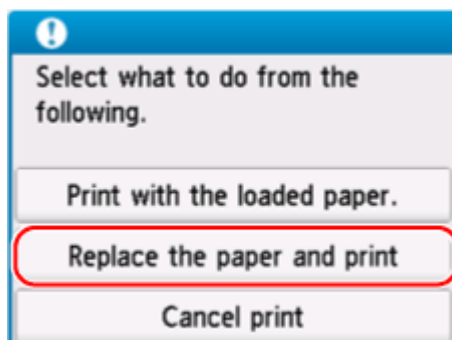 Select what to do from the
following.
Print with the loaded paper.
Replace the paper and print
Cancel print